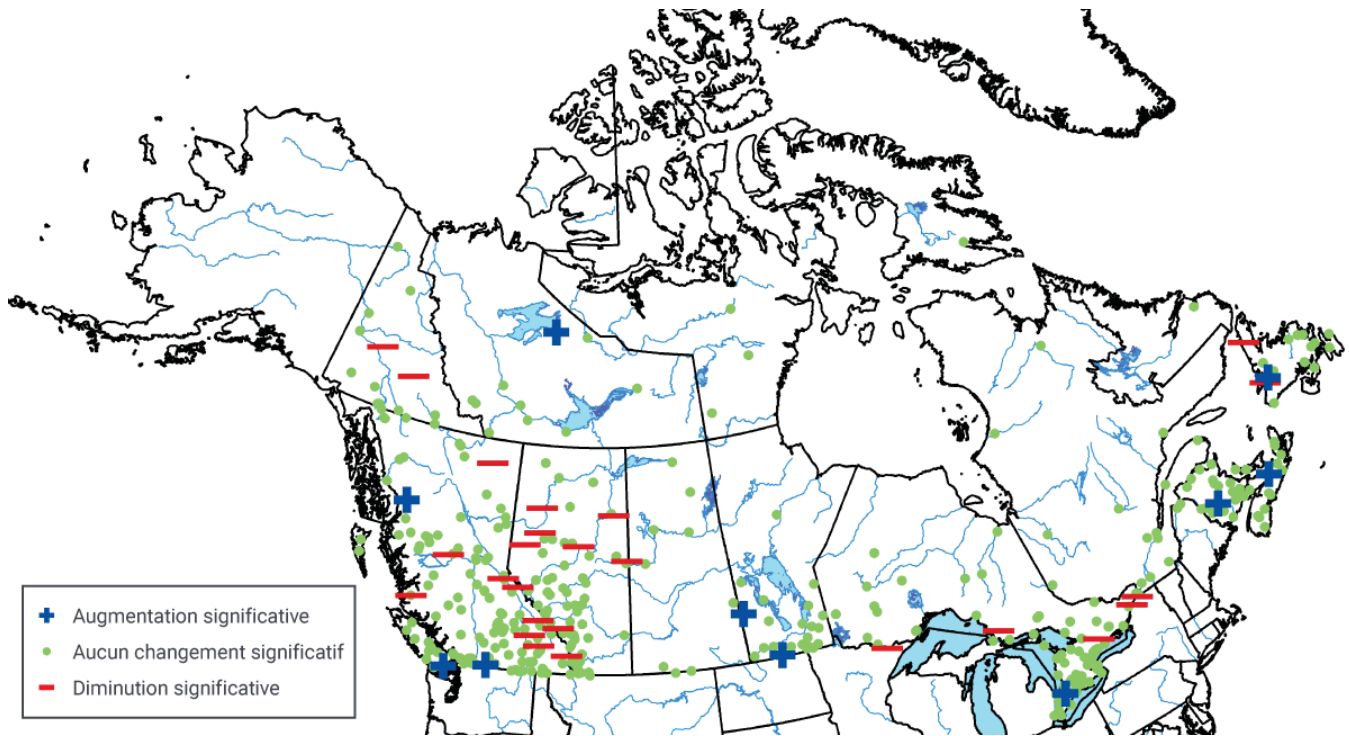 Augmentation significative
Aucun changement significatif
Diminution significative